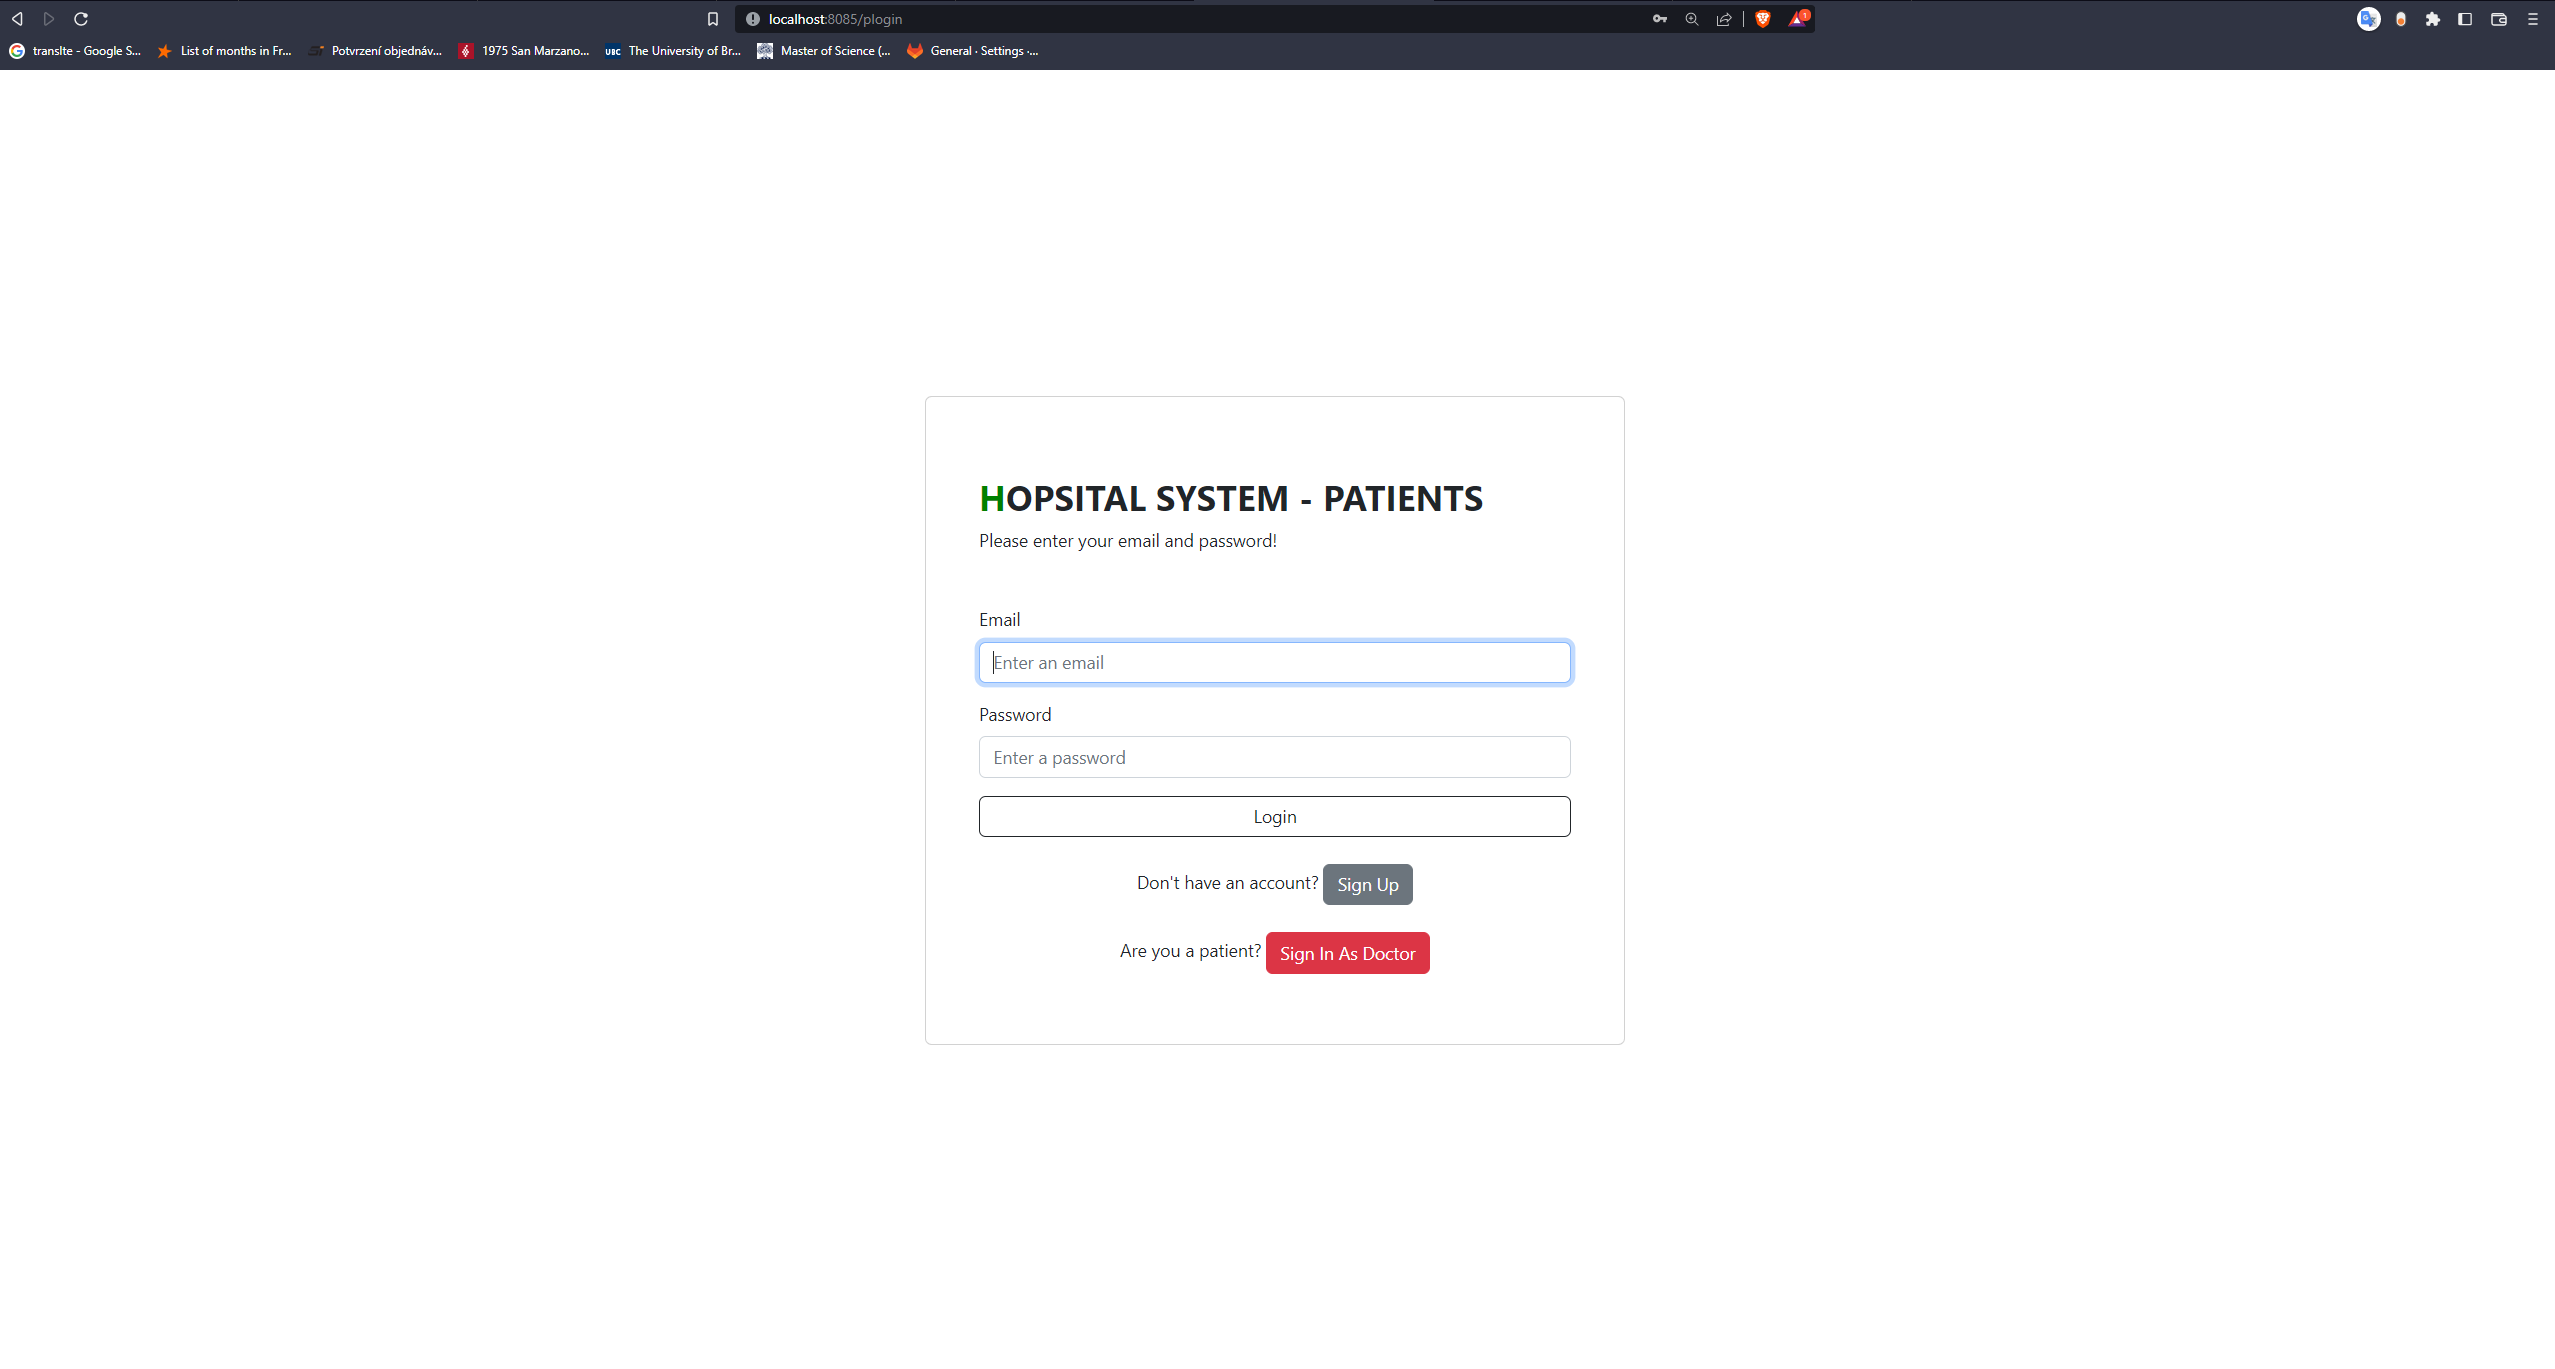 localhost:8085/plogin
1
translte - Google S...
List of months in Fr...
Potvrzení objednáv...
1975 San Marzano...
UBC
The University of Br...
Master of Science (...
General · Settings ·...
HOPSITAL SYSTEM - PATIENTS
Please enter your email and password!
Email
Enter an email
Password
Enter a password
Login
Don't have an account? Sign Up
Are you a patient? Sign In As Doctor